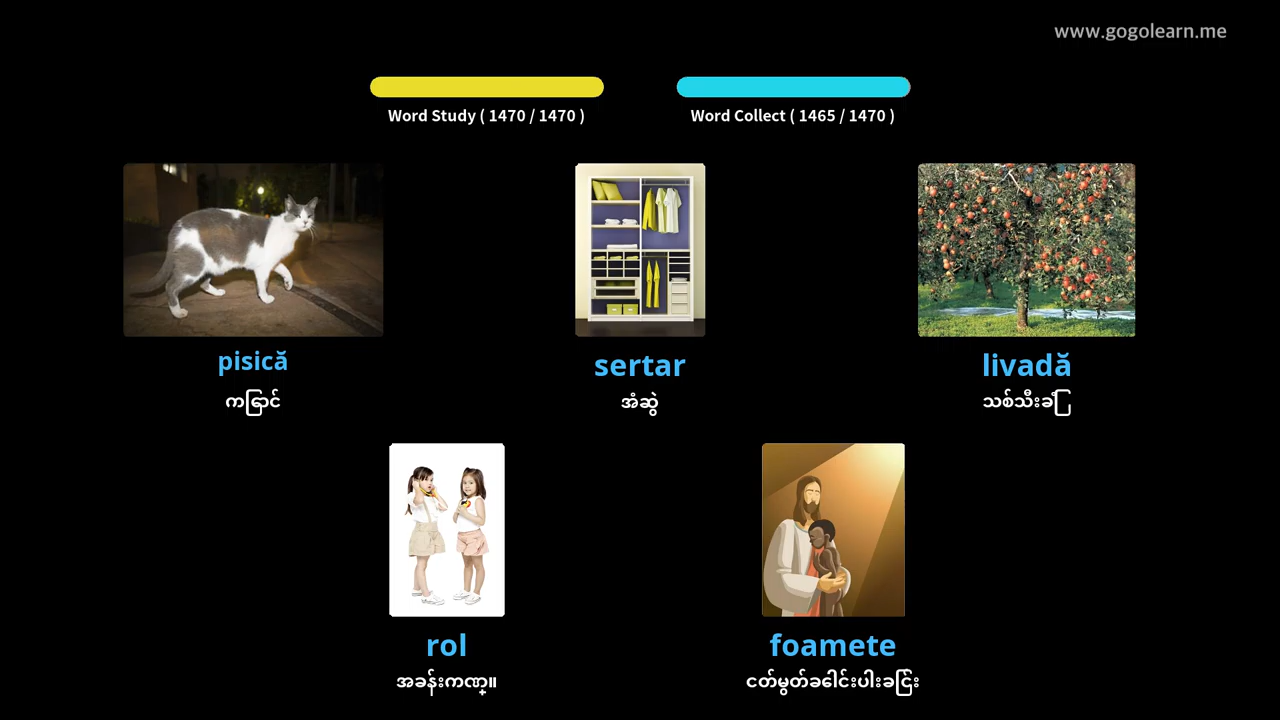 www.gogolearn.me
Word Study ( 1470 / 1470 )
Word Collect ( 1465 / 1470 )
pisică
sertar
livadă
ကြောင်
အံဆွဲ
သစ်သီးခြံ
rol
foamete
အခန်းကဏ္။
ငတ်မွတ်ခေါင်းပါးခြင်း